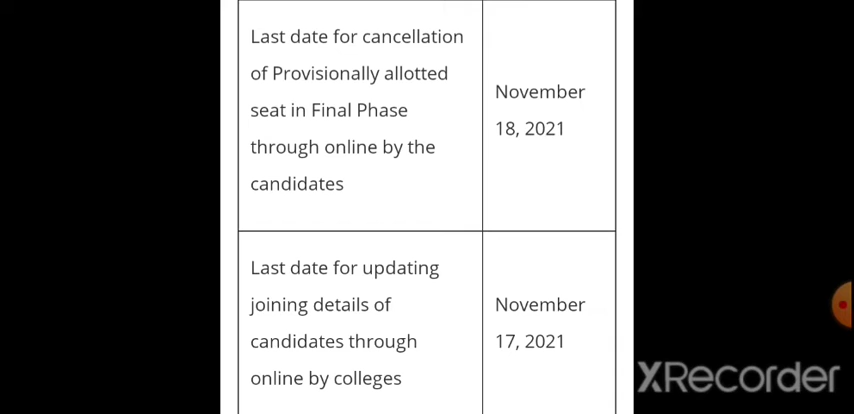 Last date for cancellation
of Provisionally allotted
seat in Final Phase
through online by the
candidates
November
18, 2021
Last date for updating
joining details of
candidates through
online by colleges
November
17, 2021
XRecorder